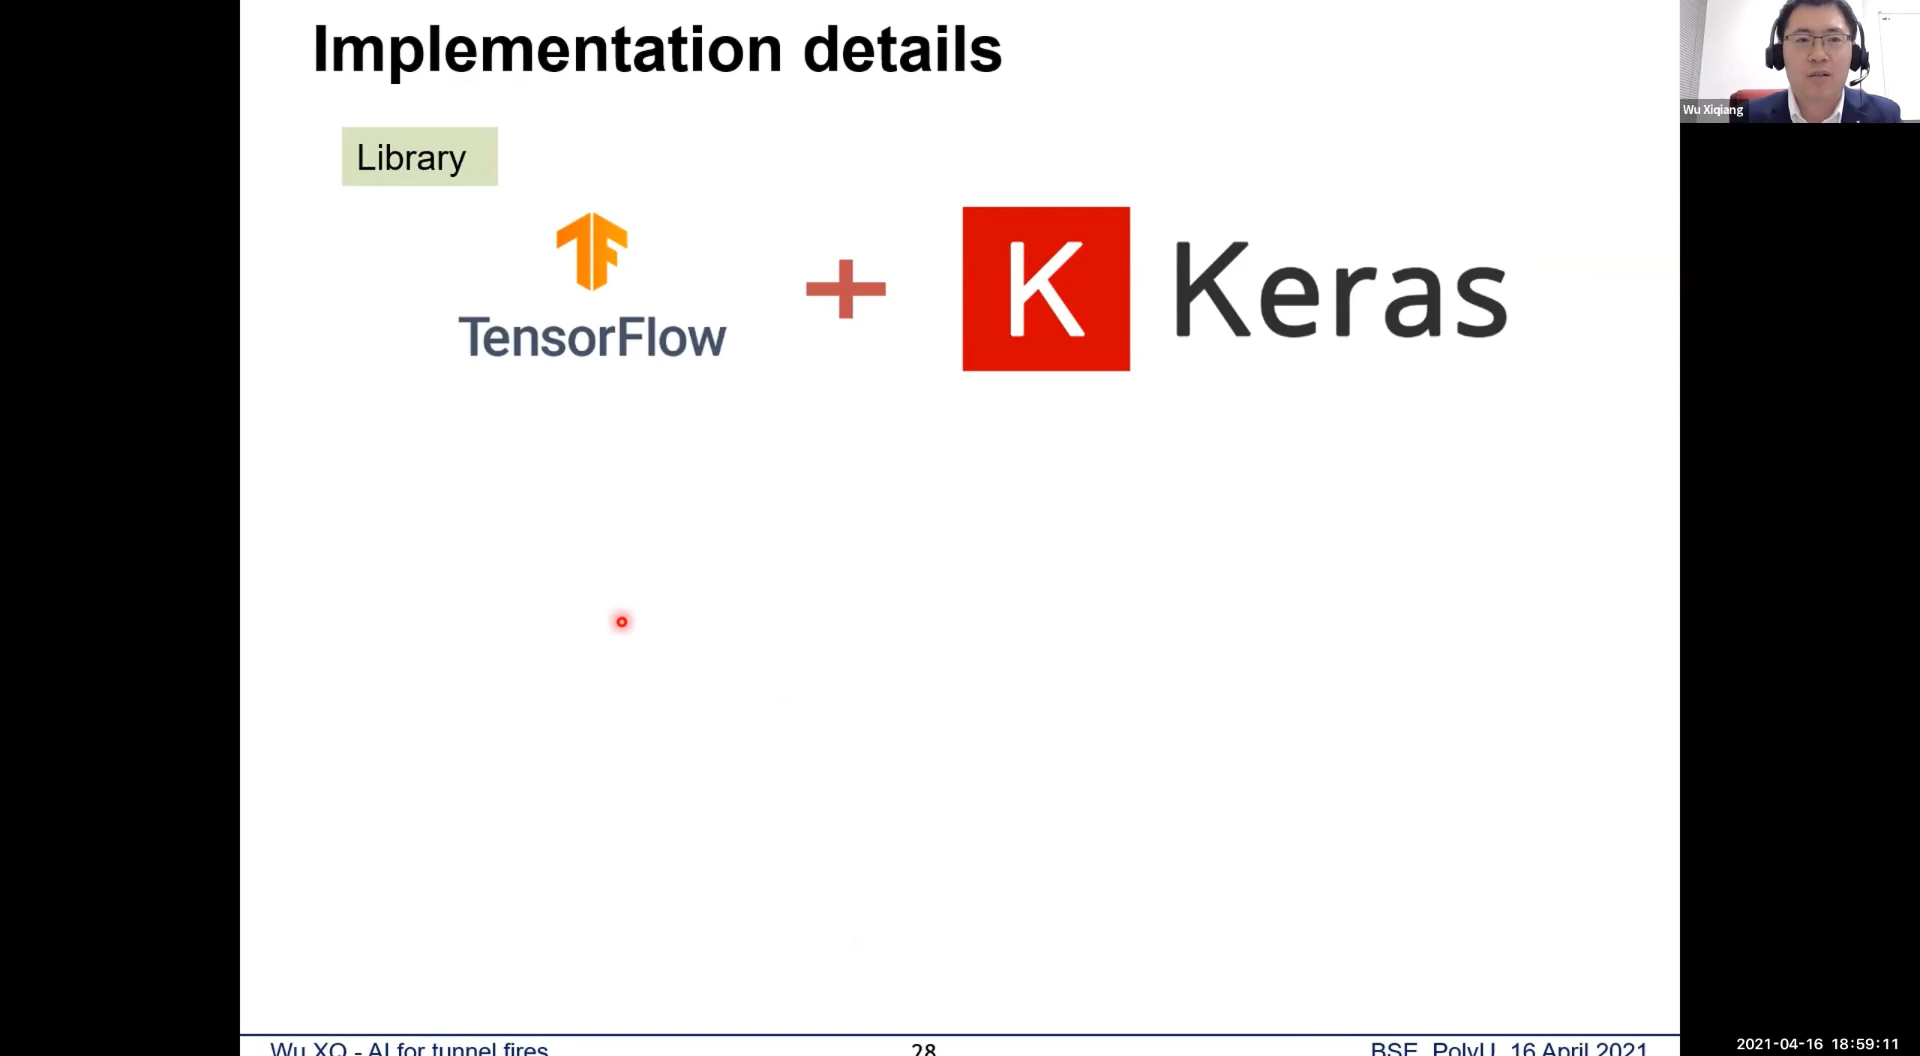 Implementation details
Library
TensorFlow
K Keras
Wu Xiqiang
Wu XQ - AI for tunnel fires
28
BSE, PolyU, 16 April 2021
2021-04-16 18:59:11